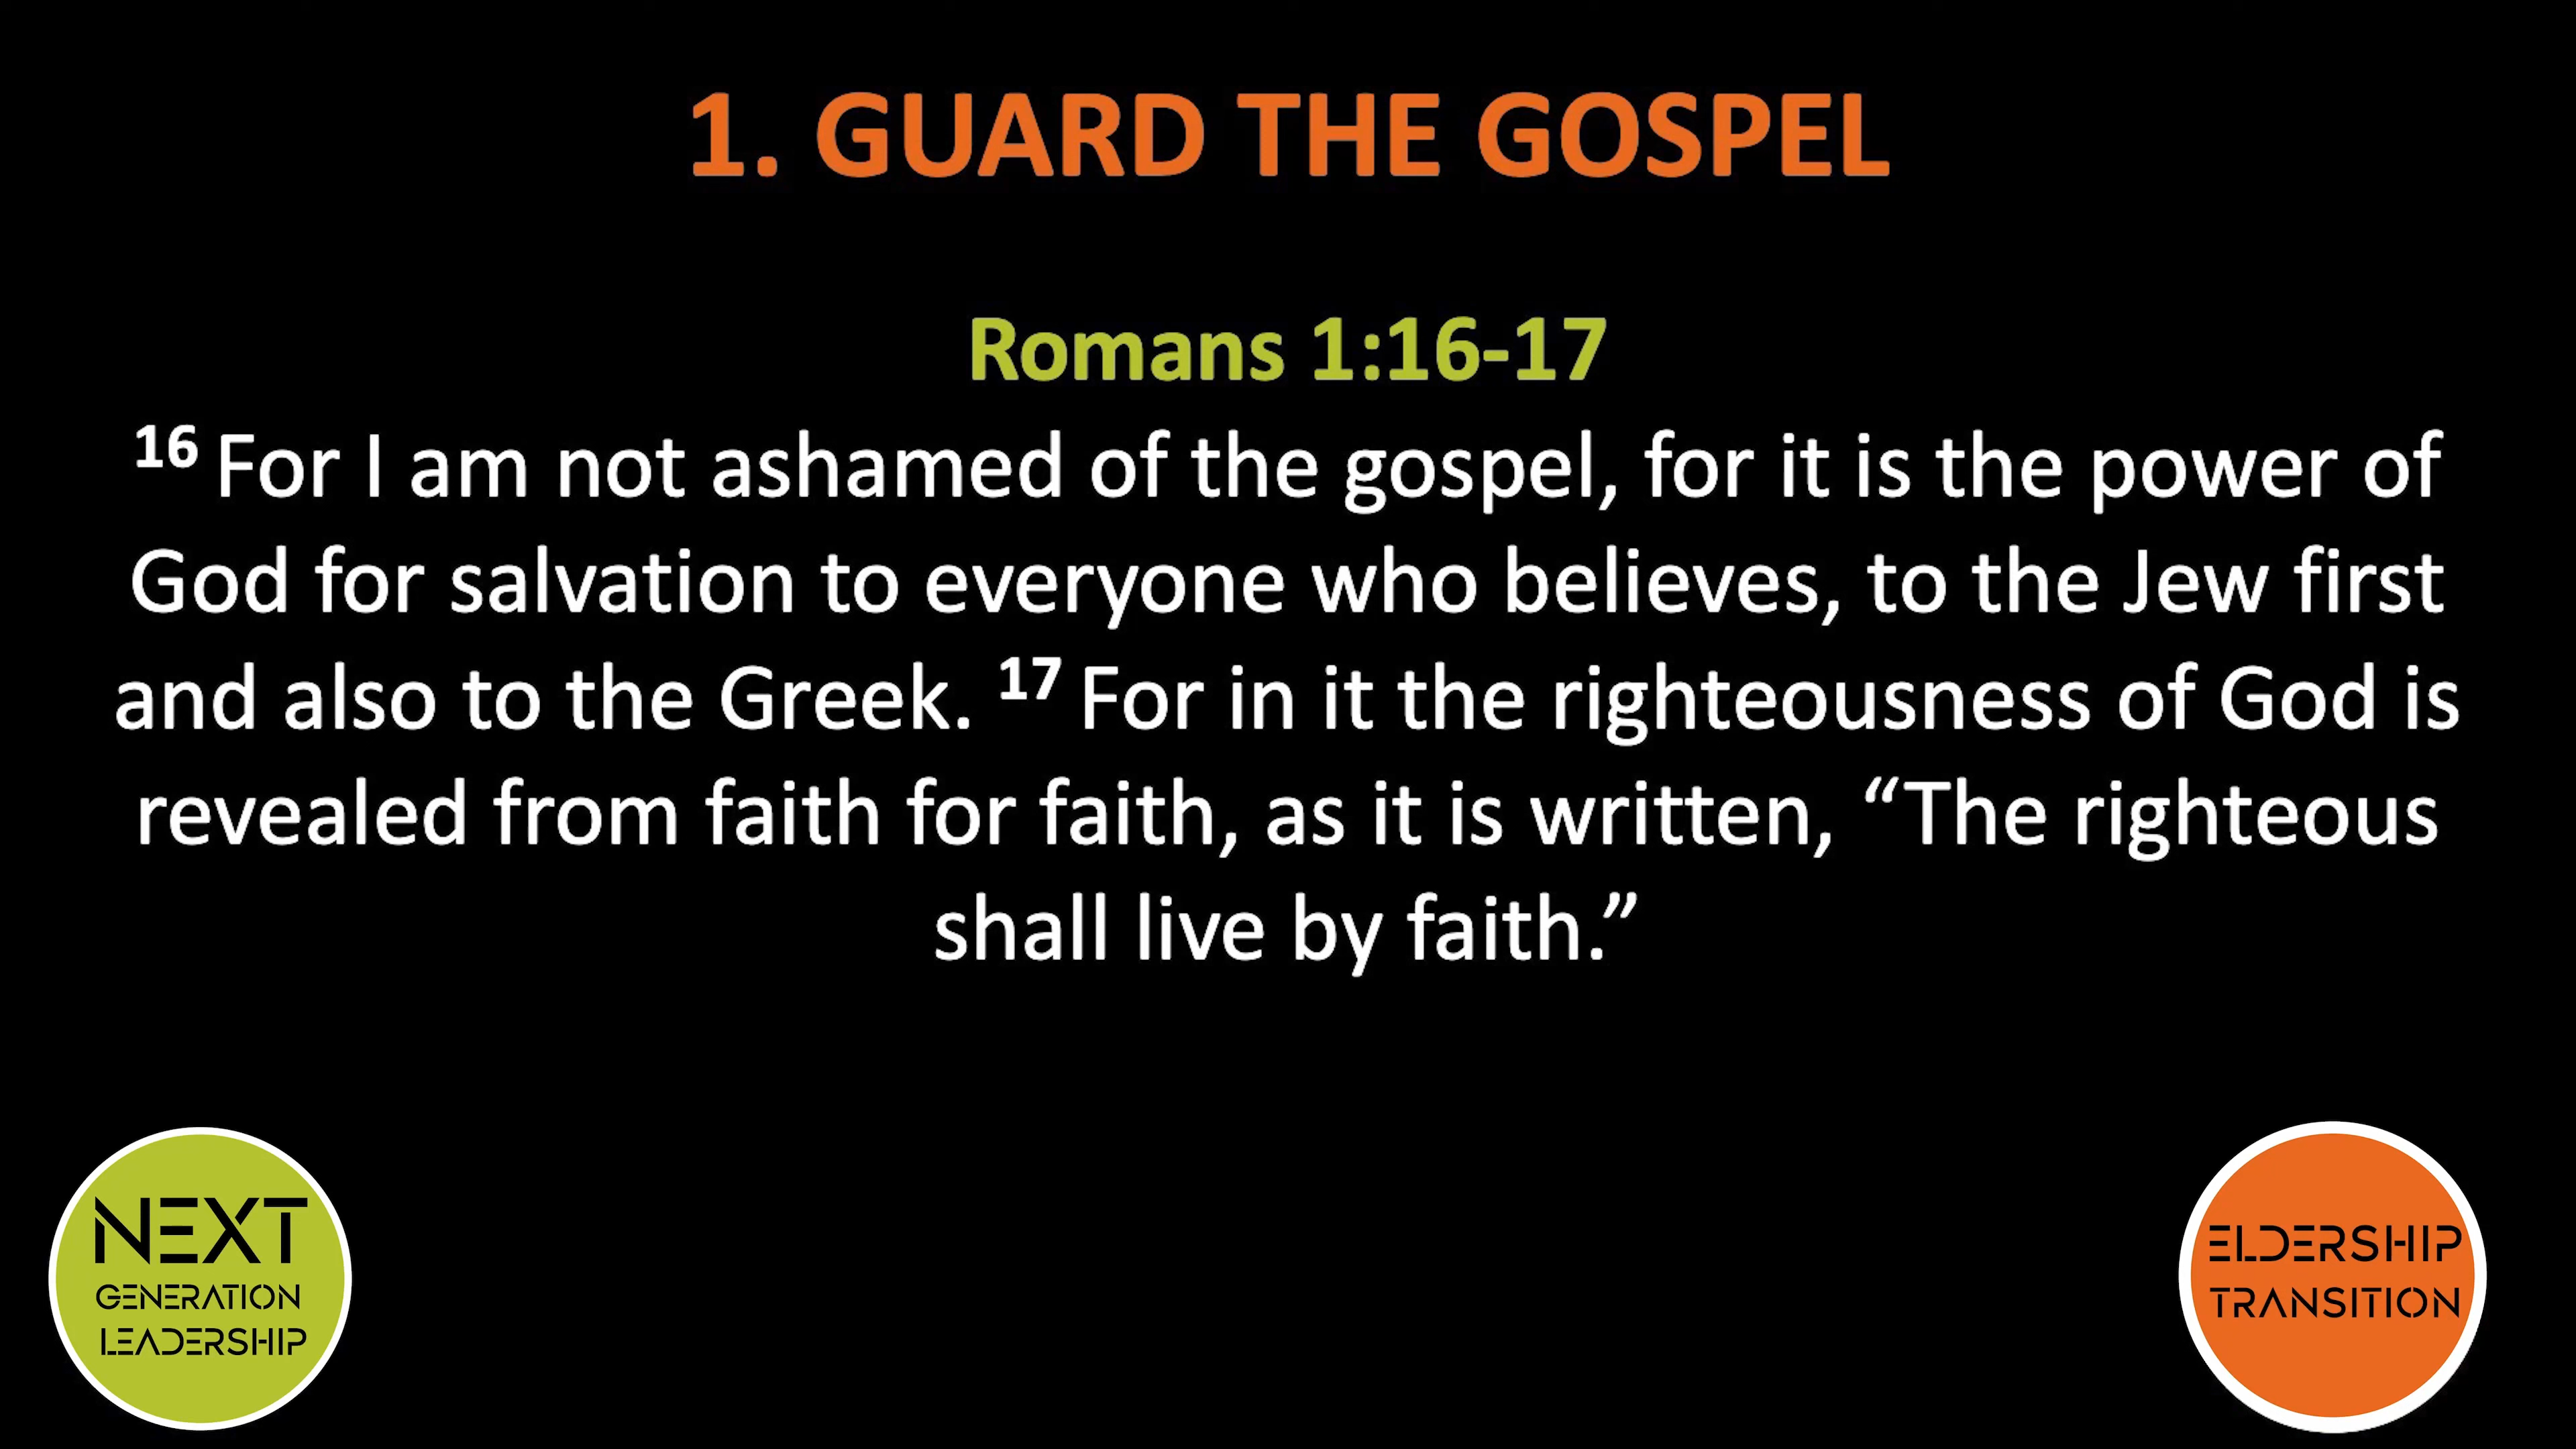 1. GUARD THE GOSPEL
Romans 1:16-17
16 For I am not ashamed of the gospel, for it is the power of
God for salvation to everyone who believes, to the Jew first
and also to the Greek. 17 For in it the righteousness of God is
revealed from faith for faith, as it is written, “The righteous
shall live by faith.”
NEXT
GENERATION
LEADERSHIP
ELDERSHIP
TRANSITION